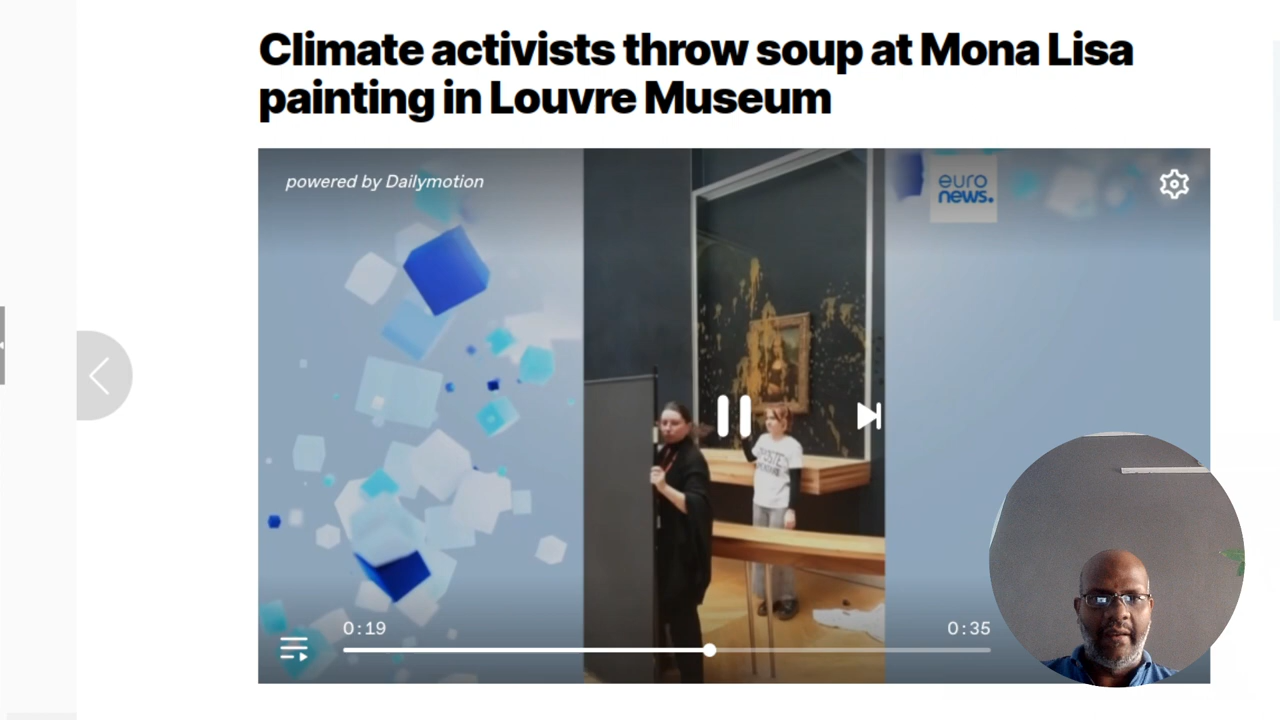 Climate activists throw soup at Mona Lisa
painting in Louvre Museum
powered by Dailymotion
euro
news.
0:19
0:35